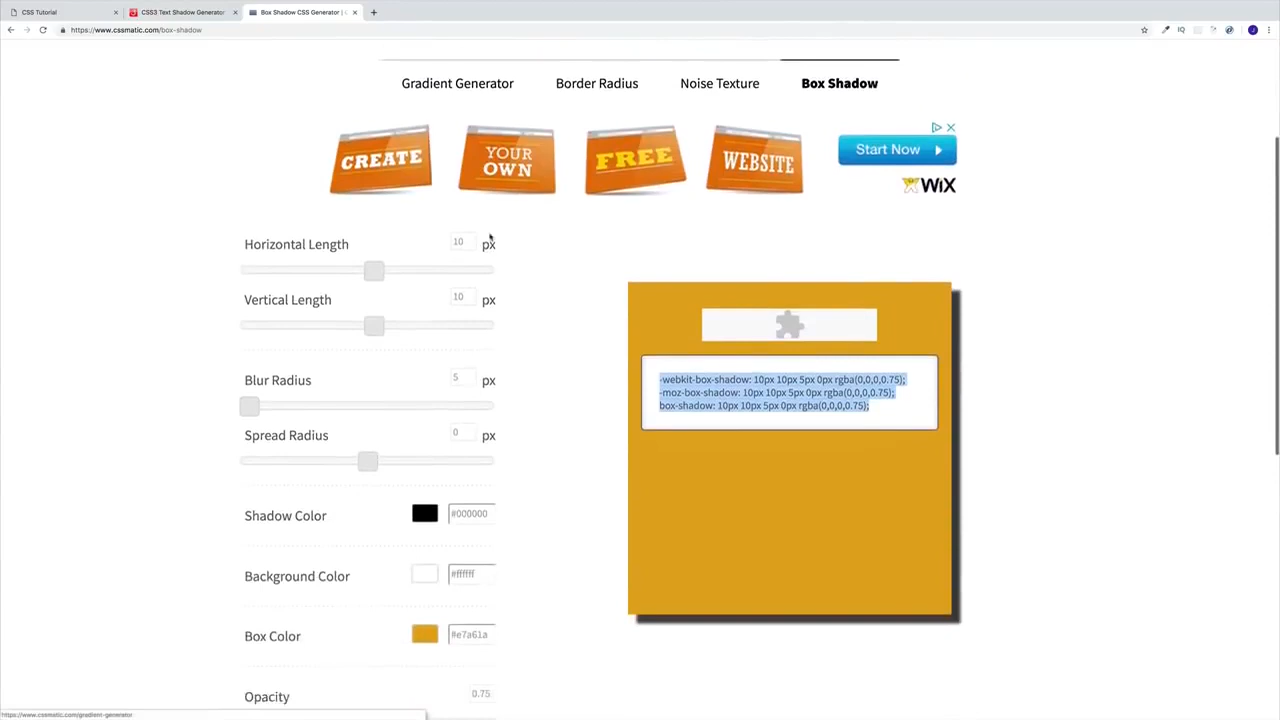 CSS Tutorial
CSS3 Text Shadow Generator
Box Shadow CSS Generator |
https://www.cssmatic.com/box-shadow
Gradient Generator
Border Radius
Noise Texture
Box Shadow
CREATE
YOUR
OWN
FREE
WEBSITE
Start Now
WiX
Horizontal Length
10
px
Vertical Length
10
px
Blur Radius
5
px
Spread Radius
0
px
Shadow Color
#000000
Background Color
#ffffff
Box Color
#e7a61a
Opacity
0.75
-webkit-box-shadow: 10px 10px 5px 0px rgba(0,0,0,0.75);
-moz-box-shadow: 10px 10px 5px 0px rgba(0,0,0,0.75);
box-shadow: 10px 10px 5px 0px rgba(0,0,0,0.75);
https://www.cssmatic.com/gradient-generator